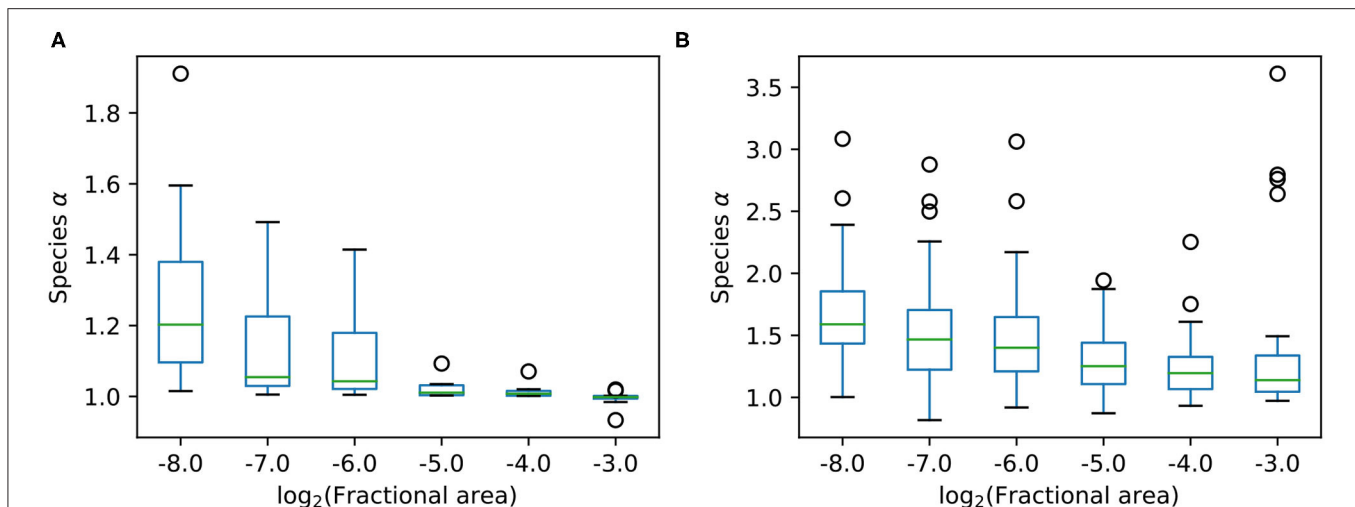 A
B
Species α
1.8
1.6
1.4
1.2
1.0
-8.0 -7.0 -6.0 -5.0 -4.0 -3.0
log₂(Fractional area)
Species α
3.5
3.0
2.5
2.0
1.5
1.0
-8.0 -7.0 -6.0 -5.0 -4.0 -3.0
log₂(Fractional area)